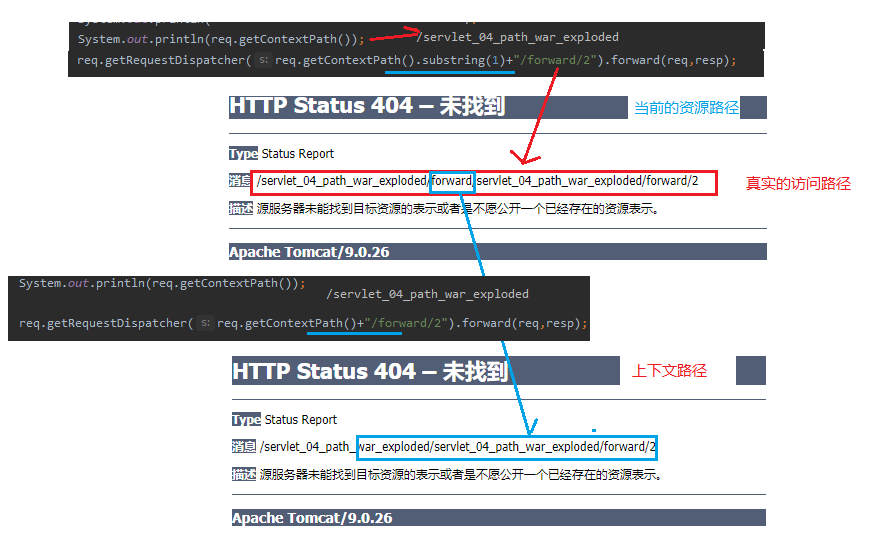 System.out.println(req.getContextPath());
/servlet_04_path_war_exploded
req.getRequestDispatcher( s: req.getContextPath().substring(1)+"/forward/2").forward(req,resp);
HTTP Status 404 – 未找到
当前的资源路径
Type Status Report
消息 /servlet_04_path_war_exploded/forward/servlet_04_path_war_exploded/forward/2
真实的访问路径
描述 源服务器未能找到目标资源的表示或者是不愿公开一个已经存在的资源表示。
Apache Tomcat/9.0.26
System.out.println(req.getContextPath());
/servlet_04_path_war_exploded
req.getRequestDispatcher( s: req.getContextPath()+"/forward/2").forward(req,resp);
HTTP Status 404 – 未找到
上下文路径
Type Status Report
消息 /servlet_04_path_war_exploded/servlet_04_path_war_exploded/forward/2
描述 源服务器未能找到目标资源的表示或者是不愿公开一个已经存在的资源表示。
Apache Tomcat/9.0.26